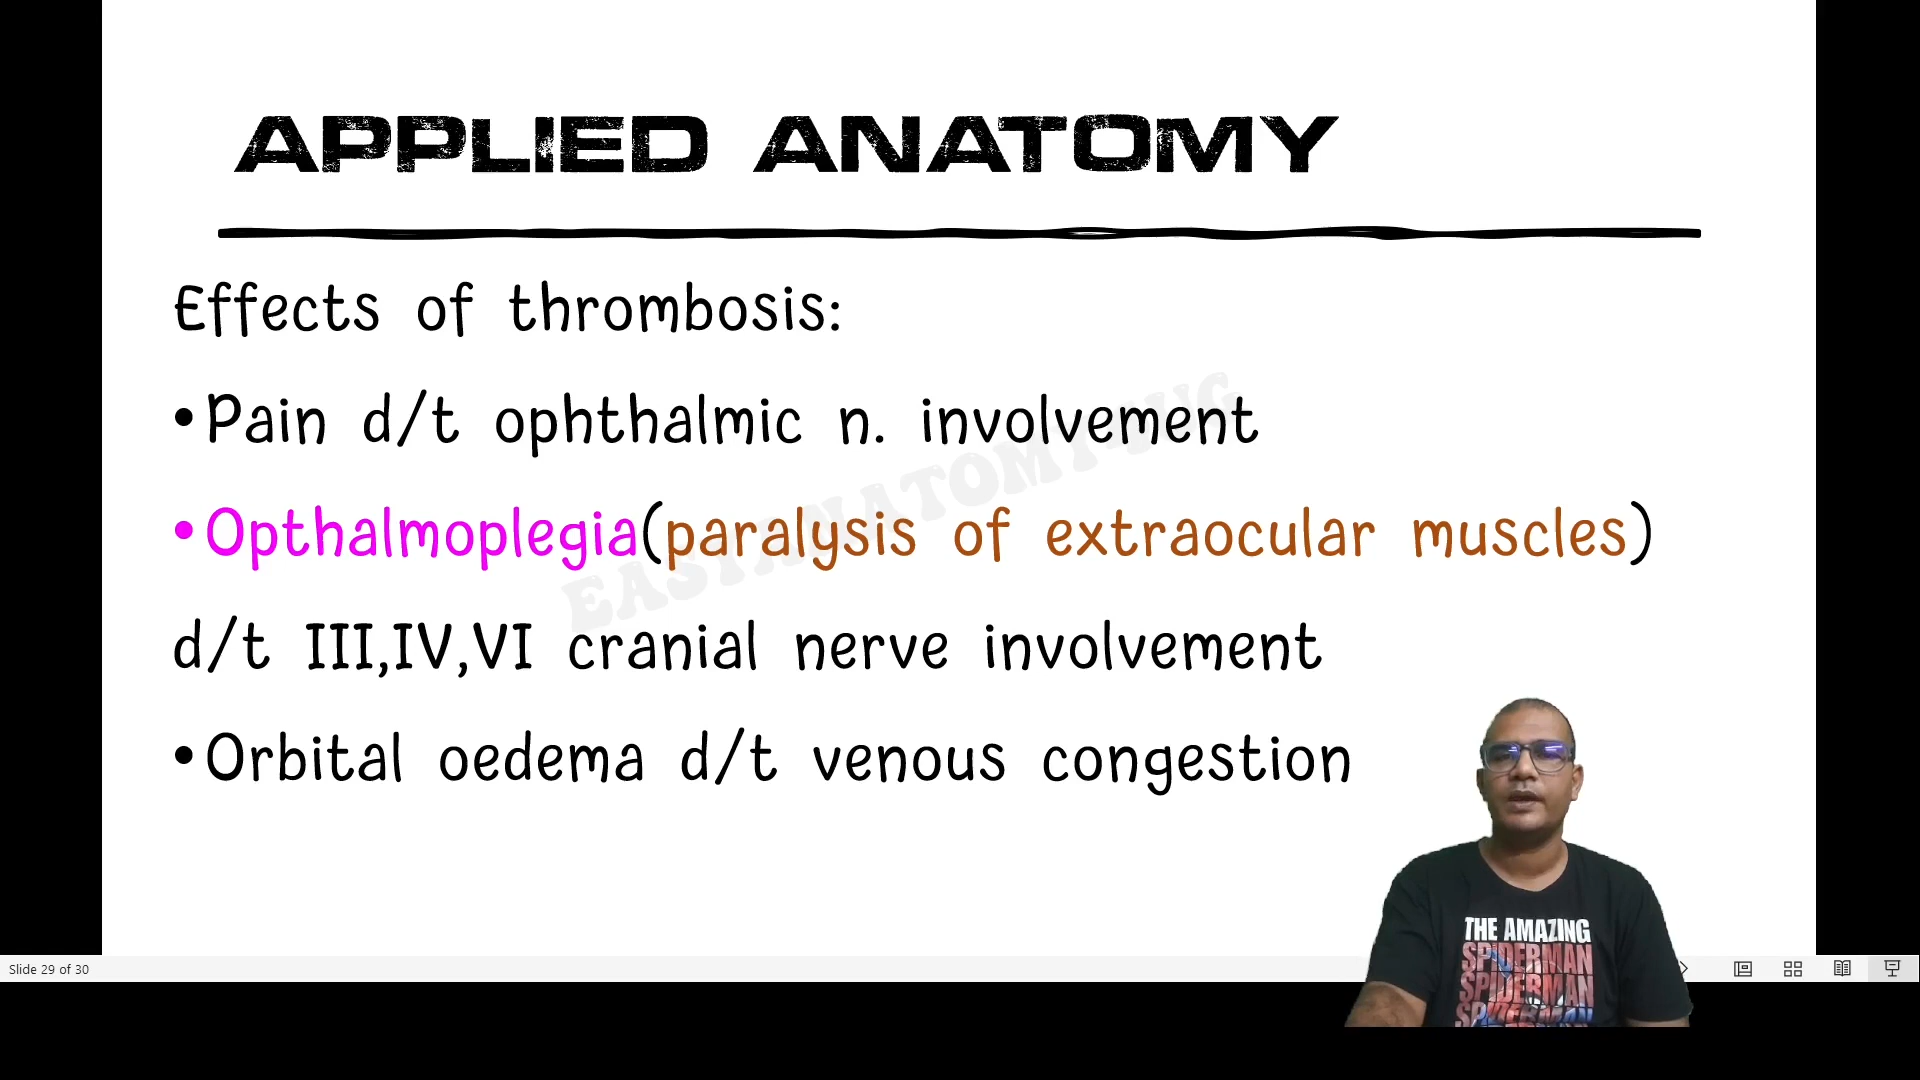 APPLIED ANATOMY
Effects of thrombosis:
•Pain d/t ophthalmic n. involvement
•Opthalmoplegia(paralysis of extraocular muscles)
d/t III,IV,VI cranial nerve involvement
•Orbital oedema d/t venous congestion
THE AMAZING
SPIDERMAN
SPIDERMAN
SPIDERMAN
Slide 29 of 30